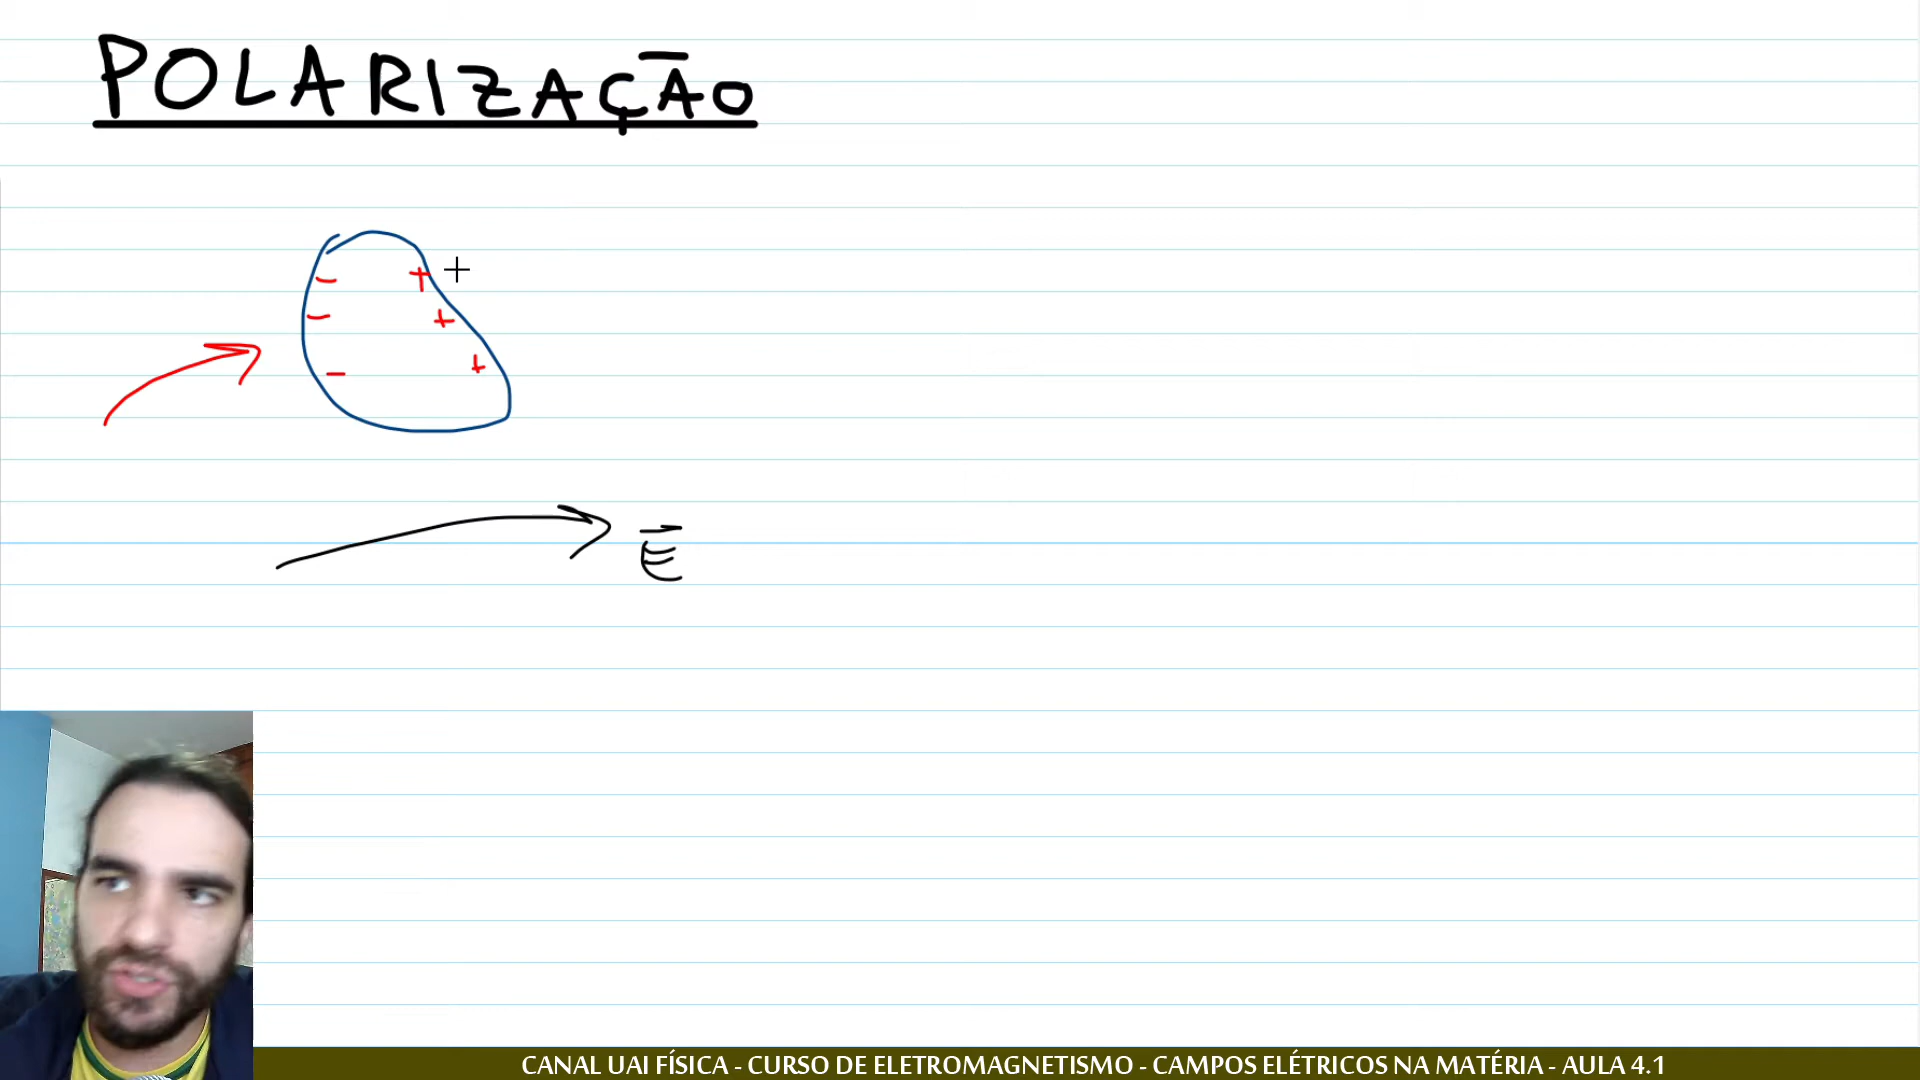 POLARIZAÇÃO
- +
- +
- +
E
CANAL UAI FÍSICA - CURSO DE ELETROMAGNETISMO - CAMPOS ELÉTRICOS NA MATÉRIA - AULA 4.1